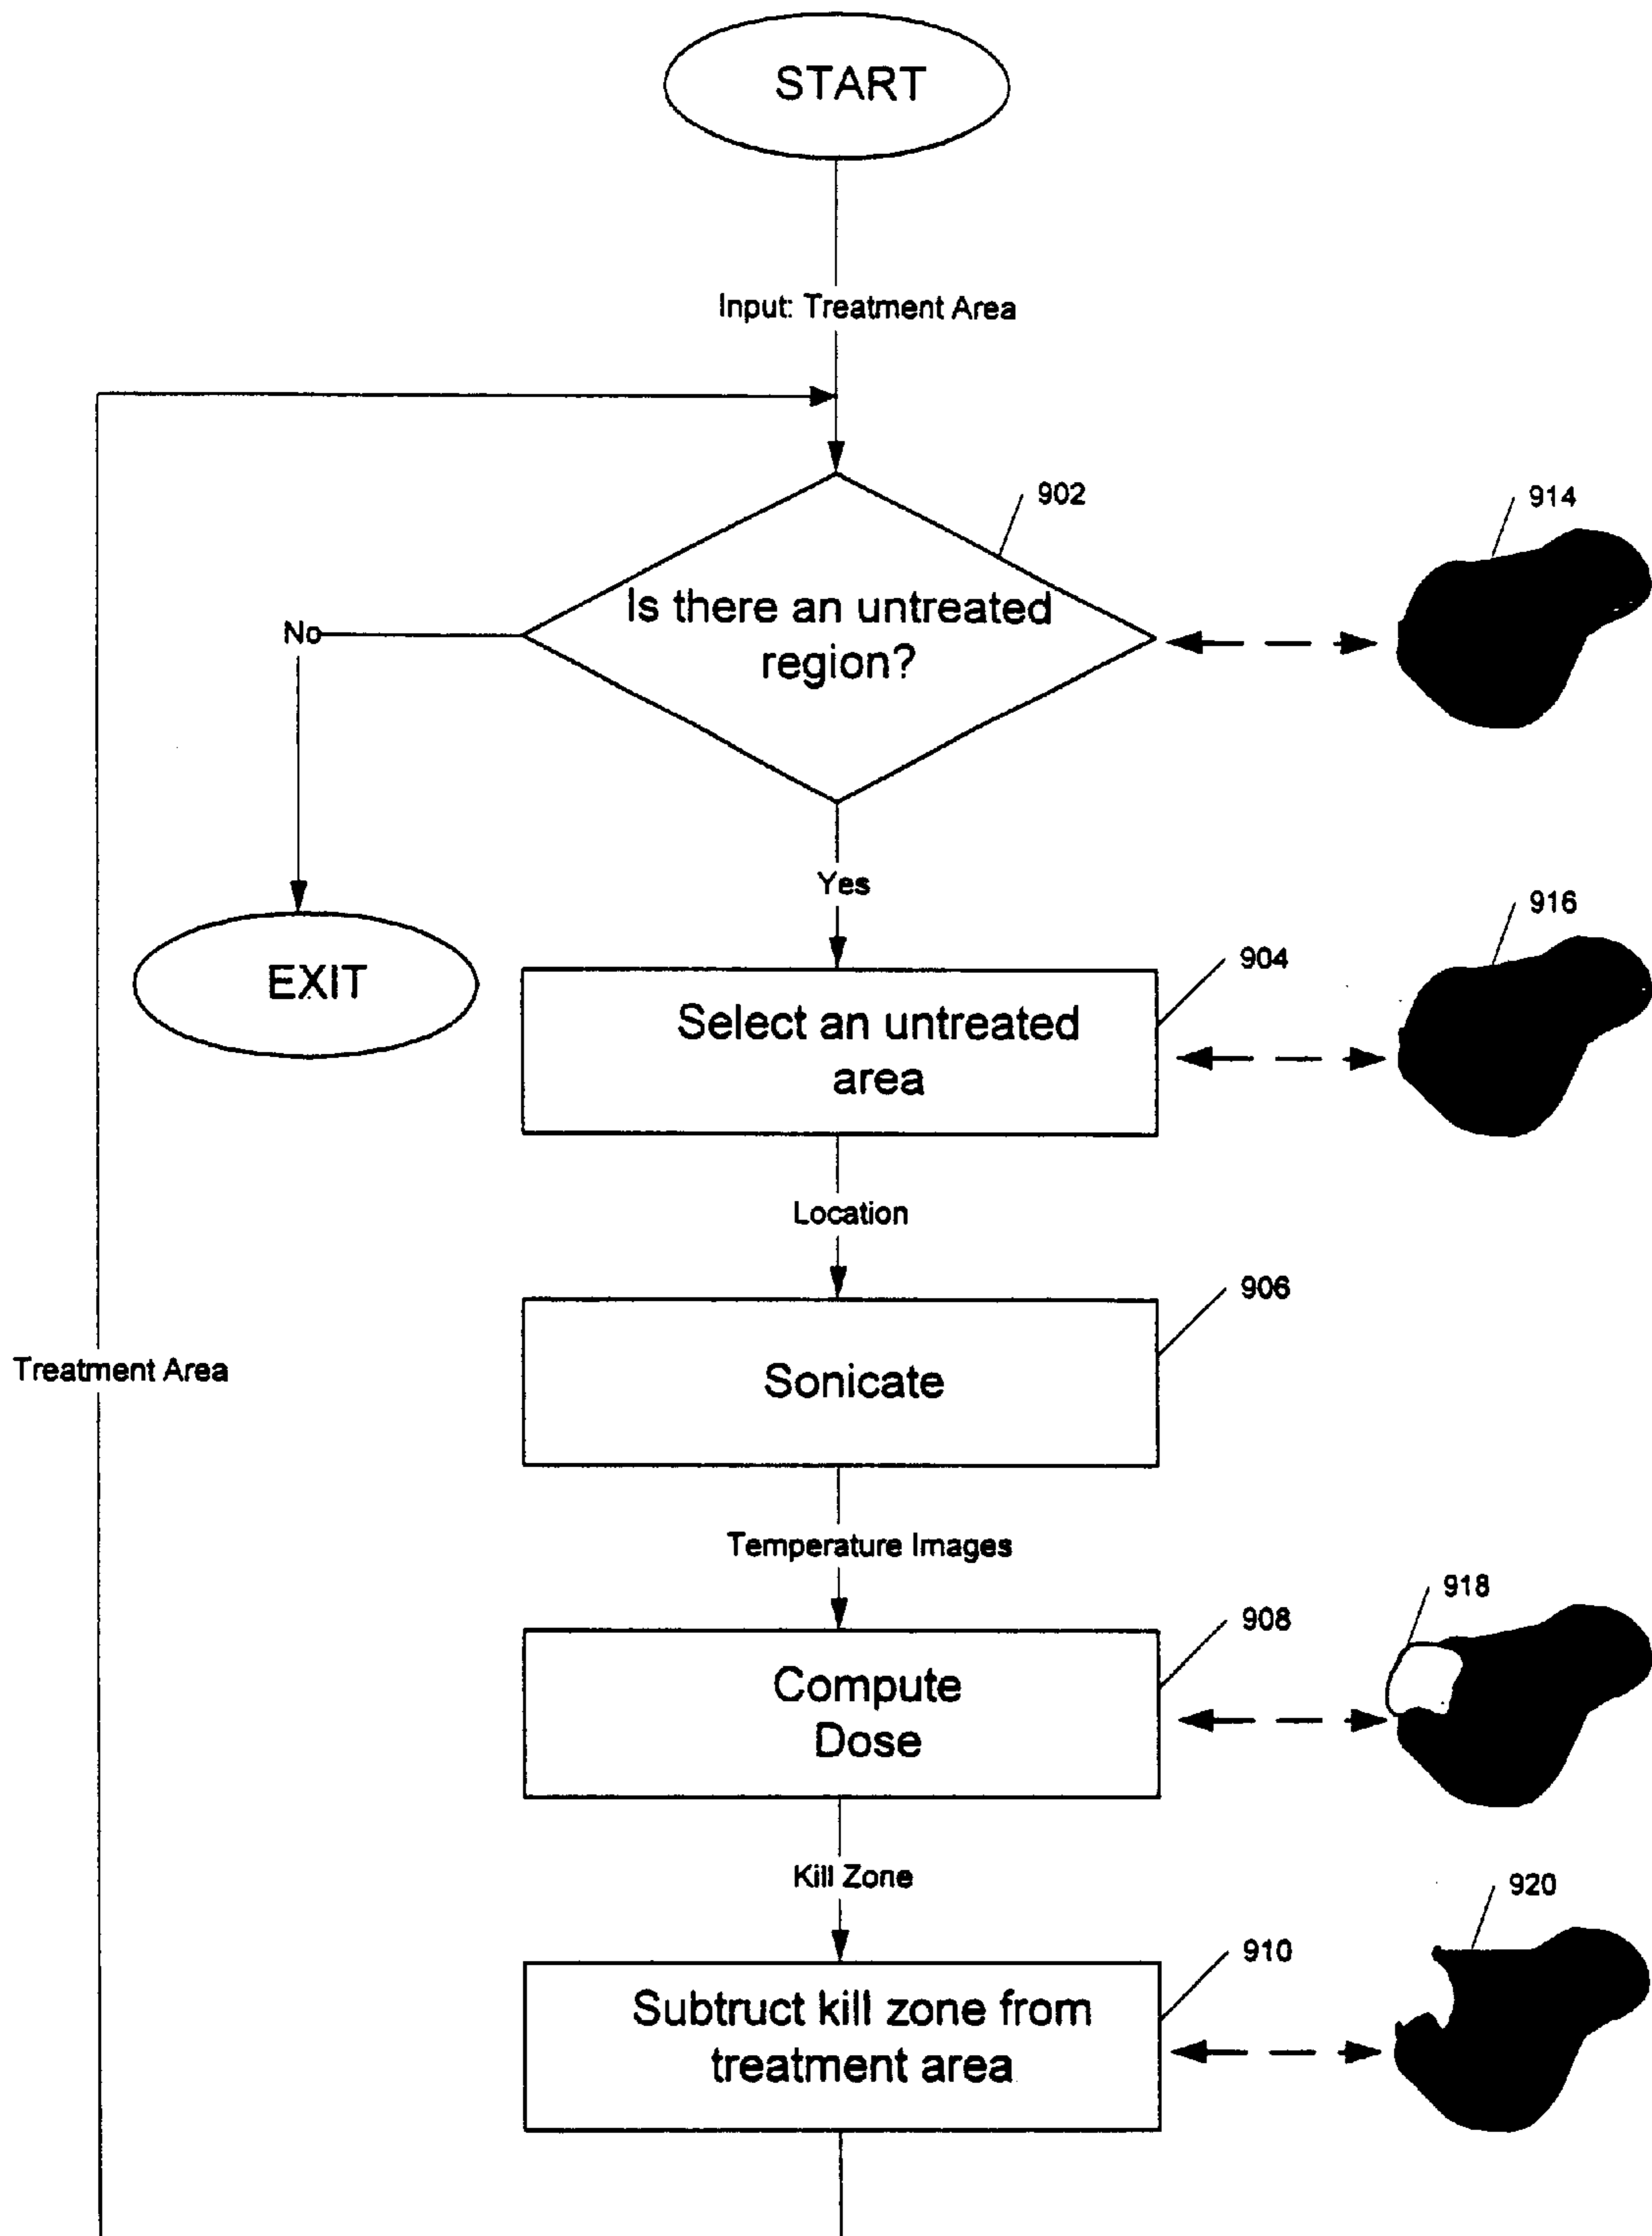 START
Input: Treatment Area
902
914
Is there an untreated
region?
No
Yes
916
EXIT
904
Select an untreated
area
Location
906
Treatment Area
Sonicate
Temperature Images
918
908
Compute
Dose
Kill Zone
920
910
Subtruct kill zone from
treatment area